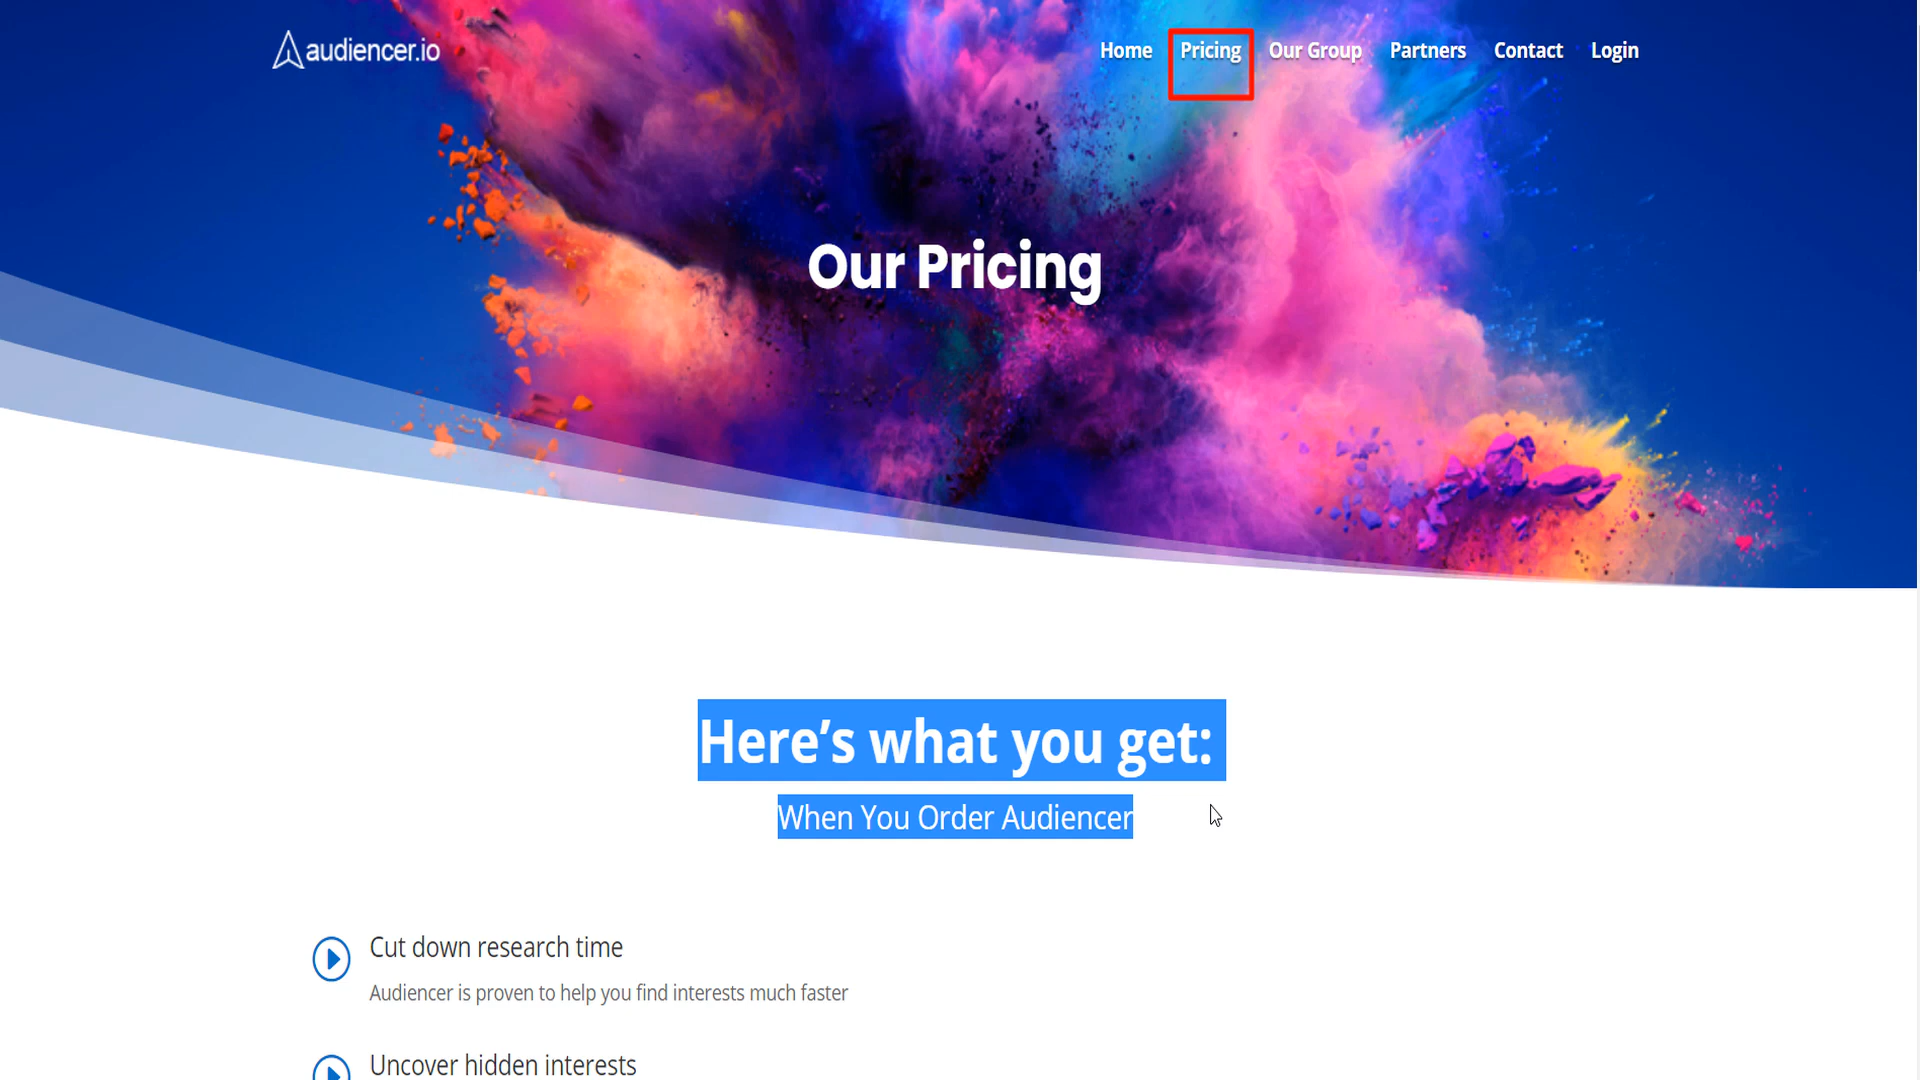 audiencer.io
Home Pricing Our Group Partners Contact Login
Our Pricing
Here’s what you get:
When You Order Audiencer
Cut down research time
Audiencer is proven to help you find interests much faster
Uncover hidden interests